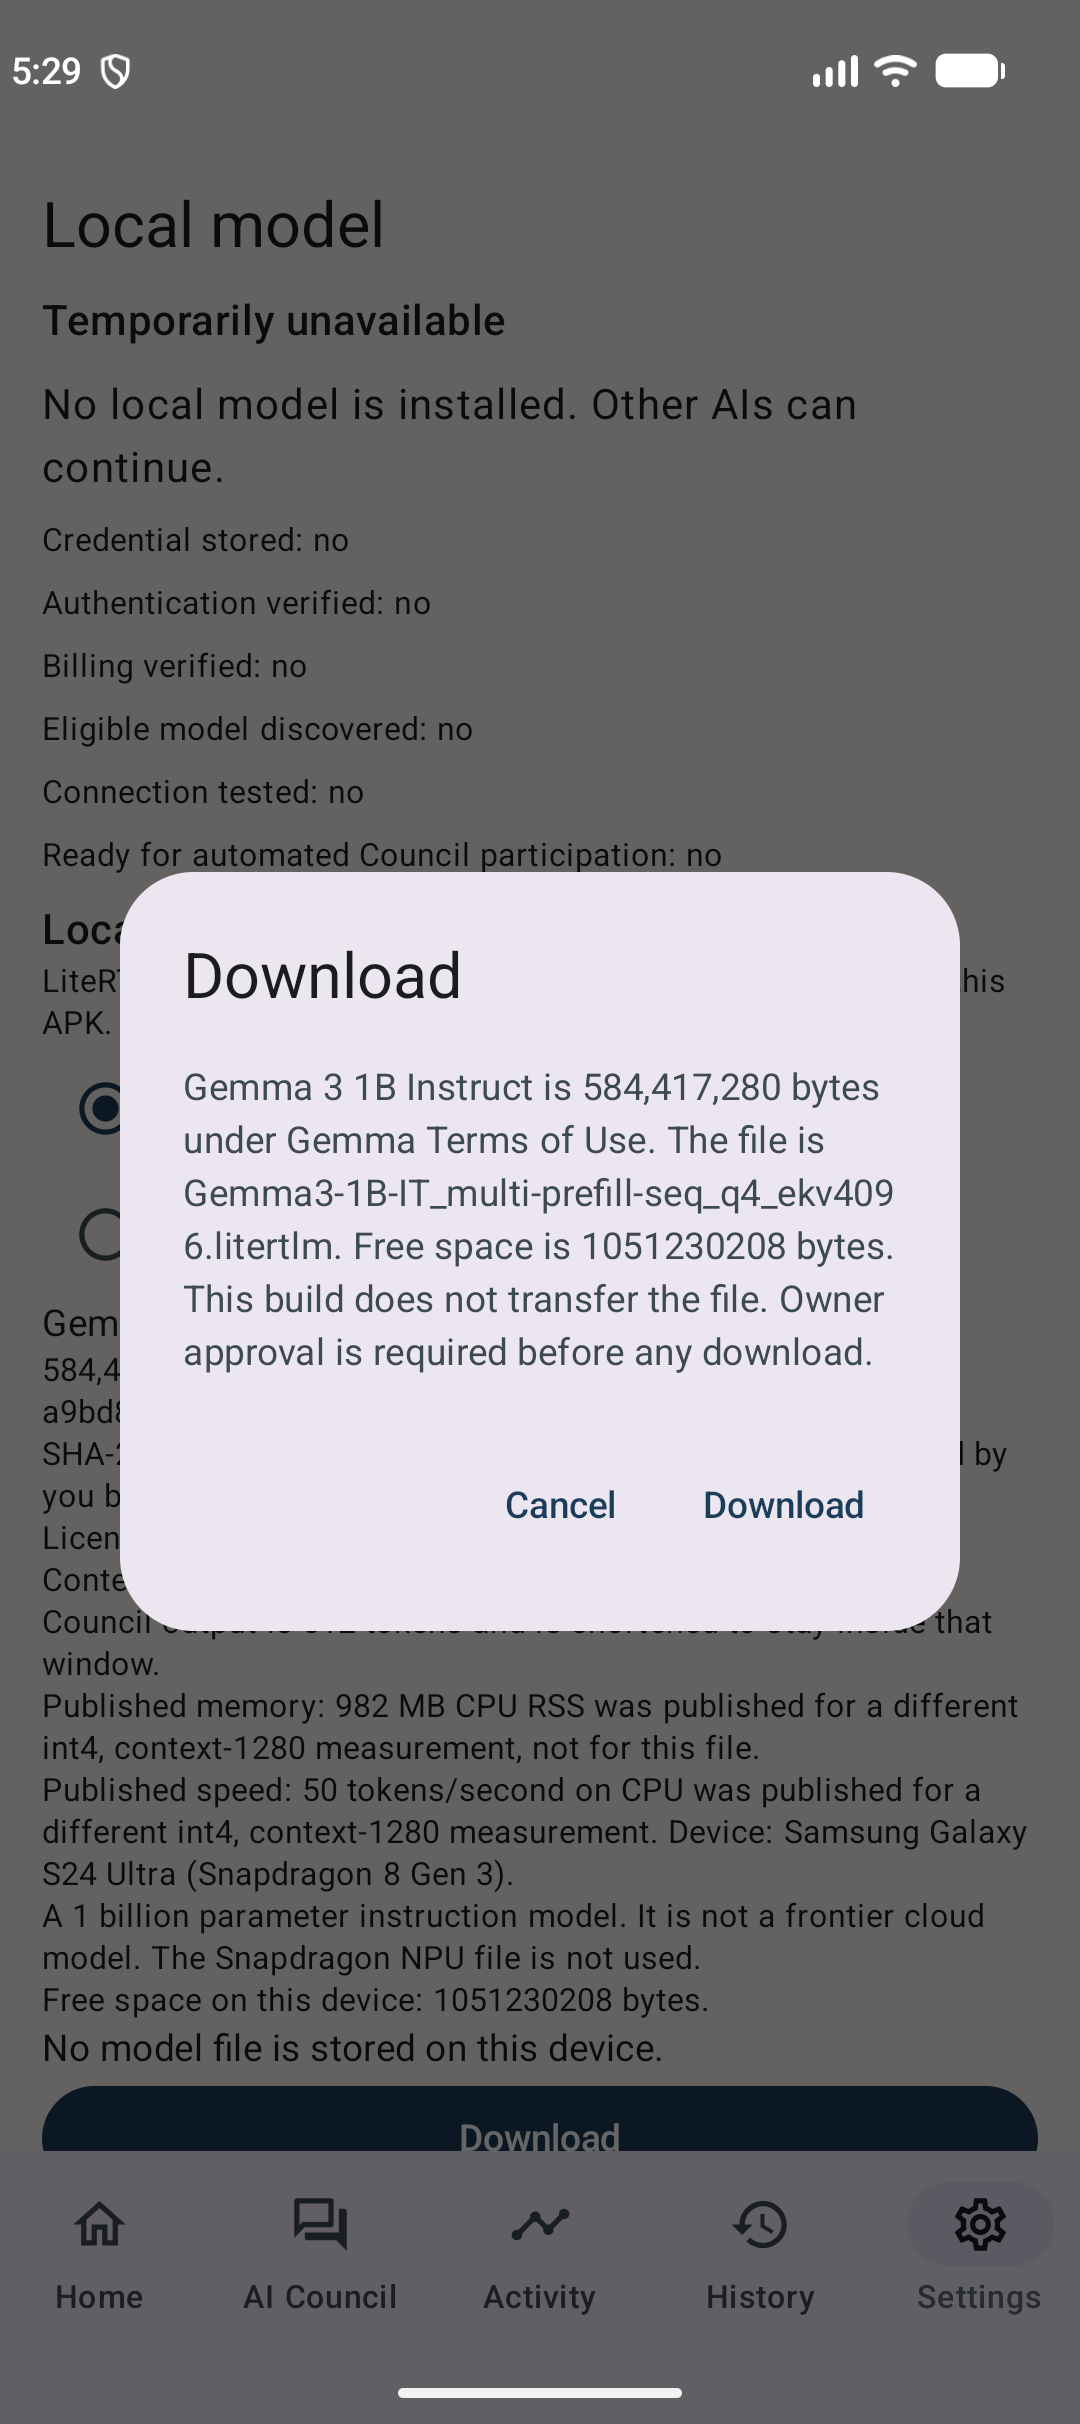 5:29
Local model
Temporarily unavailable
No local model is installed. Other AIs can
continue.
Credential stored: no
Authentication verified: no
Billing verified: no
Eligible model discovered: no
Connection tested: no
Ready for automated Council participation: no
his
APK.
Download
Gemma 3 1B Instruct is 584,417,280 bytes
under Gemma Terms of Use. The file is
Gemma3-1B-IT_multi-prefill-seq_q4_ekv409
6.litertlm. Free space is 1051230208 bytes.
This build does not transfer the file. Owner
approval is required before any download.
Cancel Download
by
you
Council that
window.
Published memory: 982 MB CPU RSS was published for a different
int4, context-1280 measurement, not for this file.
Published speed: 50 tokens/second on CPU was published for a
different int4, context-1280 measurement. Device: Samsung Galaxy
S24 Ultra (Snapdragon 8 Gen 3).
A 1 billion parameter instruction model. It is not a frontier cloud
model. The Snapdragon NPU file is not used.
Free space on this device: 1051230208 bytes.
No model file is stored on this device.
Download
Home AI Council Activity History Settings